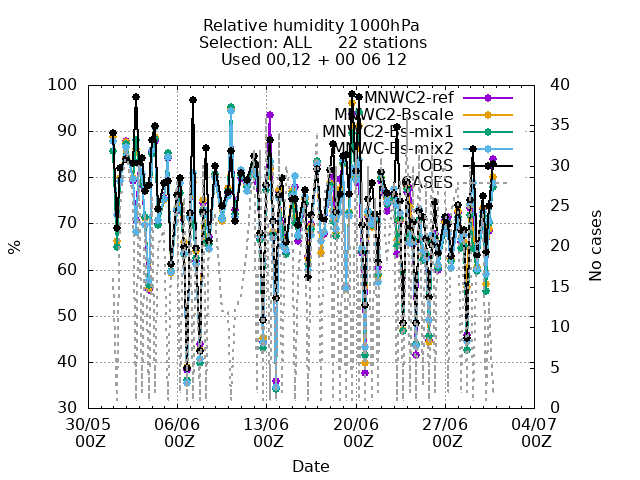 Relative humidity 1000hPa
Selection: ALL 22 stations
Used 00,12 + 00 06 12
MNWC2-ref
MNWC2-Bscale
MNWC2-Bs-mix1
MNWC-Bs-mix2
OBS
CASES
100
90
80
70
60
50
40
30
%
40
35
30
25
20
15
10
5
0
No cases
30/05 06/06 13/06 20/06 27/06 04/07
00Z 00Z 00Z 00Z 00Z 00Z
Date